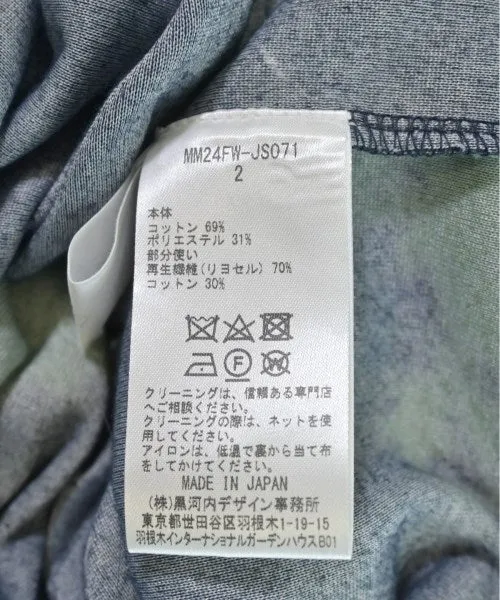 MM24FW-JS071
2
本体
コットン 69%
ポリエステル 31%
部分使い
再生繊維(リヨセル) 70%
コットン 30%
F
W
クリーニングは、信頼ある専門店
へご相談ください。
クリーニングの際は、ネットを使
用してください。
アイロンは、低温で裏から当て布
をしてかけてください。
MADE IN JAPAN
(株)黒河内デザイン事務所
東京都世田谷区羽根木1-19-15
羽根木インターナショナルガーデンハウスB01